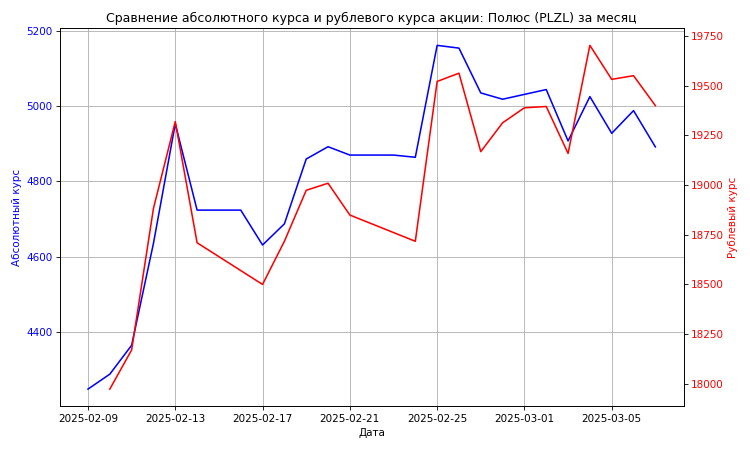 Сравнение абсолютного курса и рублевого курса акции: Полюс (PLZL) за месяц
5200
5000
4800
4600
4400
Абсолютный курс
19750
19500
19250
19000
18750
18500
18250
18000
Рублевый курс
2025-02-09 2025-02-13 2025-02-17 2025-02-21 2025-02-25 2025-03-01 2025-03-05
Дата